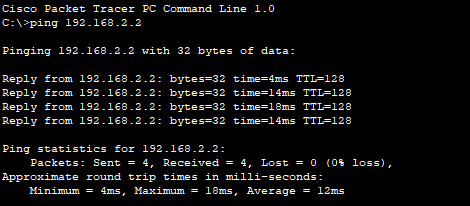 Cisco Packet Tracer PC Command Line 1.0
C:\>ping 192.168.2.2
Pinging 192.168.2.2 with 32 bytes of data:
Reply from 192.168.2.2: bytes=32 time=4ms TTL=128
Reply from 192.168.2.2: bytes=32 time=14ms TTL=128
Reply from 192.168.2.2: bytes=32 time=18ms TTL=128
Reply from 192.168.2.2: bytes=32 time=14ms TTL=128
Ping statistics for 192.168.2.2:
Packets: Sent = 4, Received = 4, Lost = 0 (0% loss),
Approximate round trip times in milli-seconds:
Minimum = 4ms, Maximum = 18ms, Average = 12ms